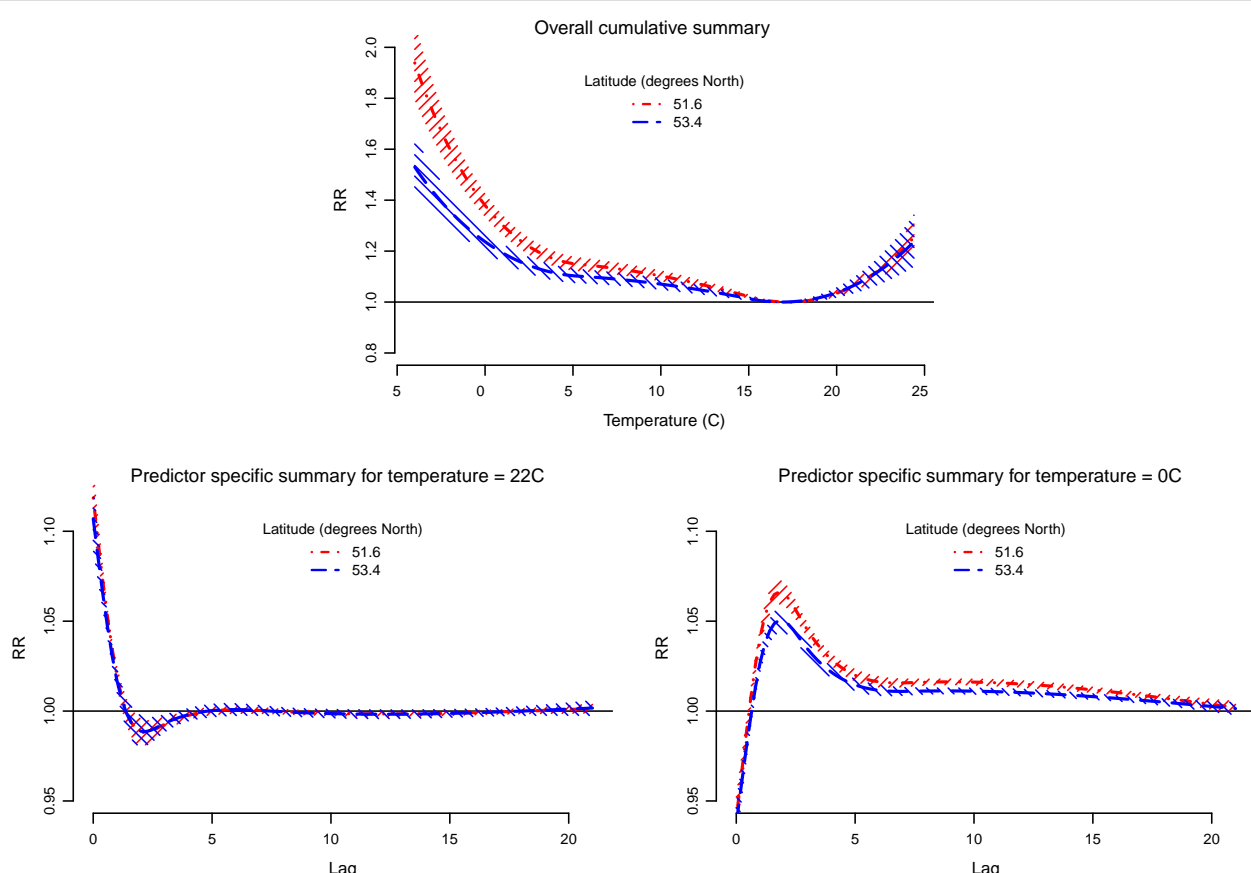 Overall cumulative summary
Latitude (degrees North)
51.6
53.4
RR
0.8 1.0 1.2 1.4 1.6 1.8 2.0
5 0 5 10 15 20 25
Temperature (C)
Predictor specific summary for temperature = 22C
Latitude (degrees North)
51.6
53.4
RR
0.95 1.00 1.05 1.10
0 5 10 15 20
Lag
Predictor specific summary for temperature = 0C
Latitude (degrees North)
51.6
53.4
RR
0.95 1.00 1.05 1.10
0 5 10 15 20
Lag